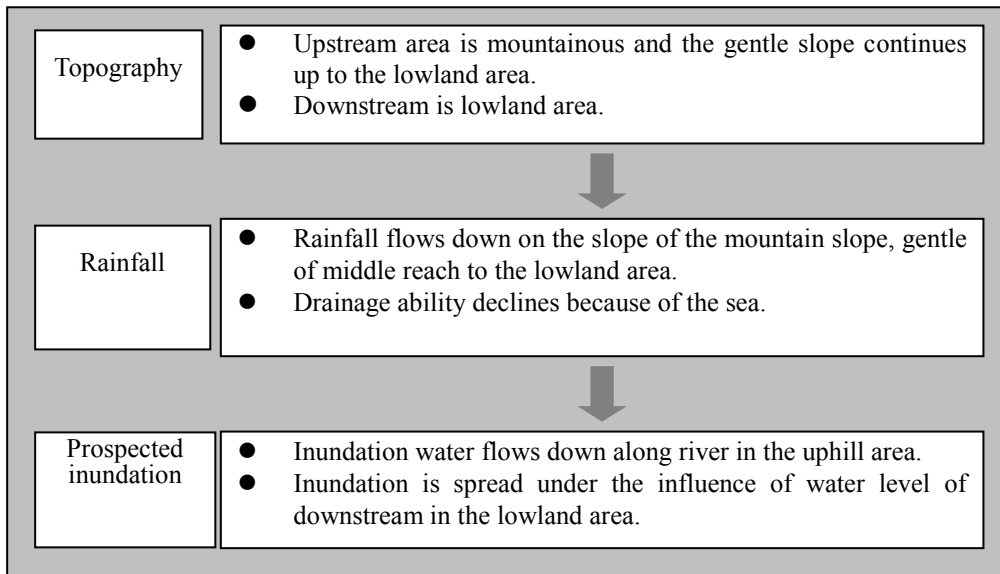 Topography
● Upstream area is mountainous and the gentle slope continues
up to the lowland area.
● Downstream is lowland area.
Rainfall
● Rainfall flows down on the slope of the mountain slope, gentle
of middle reach to the lowland area.
● Drainage ability declines because of the sea.
Prospected
inundation
● Inundation water flows down along river in the uphill area.
● Inundation is spread under the influence of water level of
downstream in the lowland area.